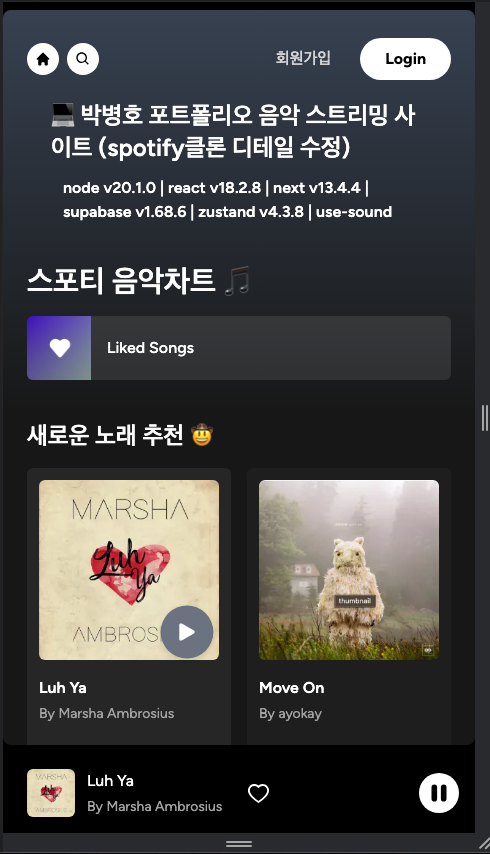 회원가입
Login
💻 박병호 포트폴리오 음악 스트리밍 사
이트 (spotify클론 디테일 수정)
node v20.1.0 | react v18.2.8 | next v13.4.4 |
supabase v1.68.6 | zustand v4.3.8 | use-sound
스포티 음악차트 🎵
Liked Songs
새로운 노래 추천 🤠
MARSHA
Luh
Ya
AMBROS
thumbnail
Luh Ya
By Marsha Ambrosius
Move On
By ayokay
MARSHA
Luh Ya
By Marsha Ambrosius